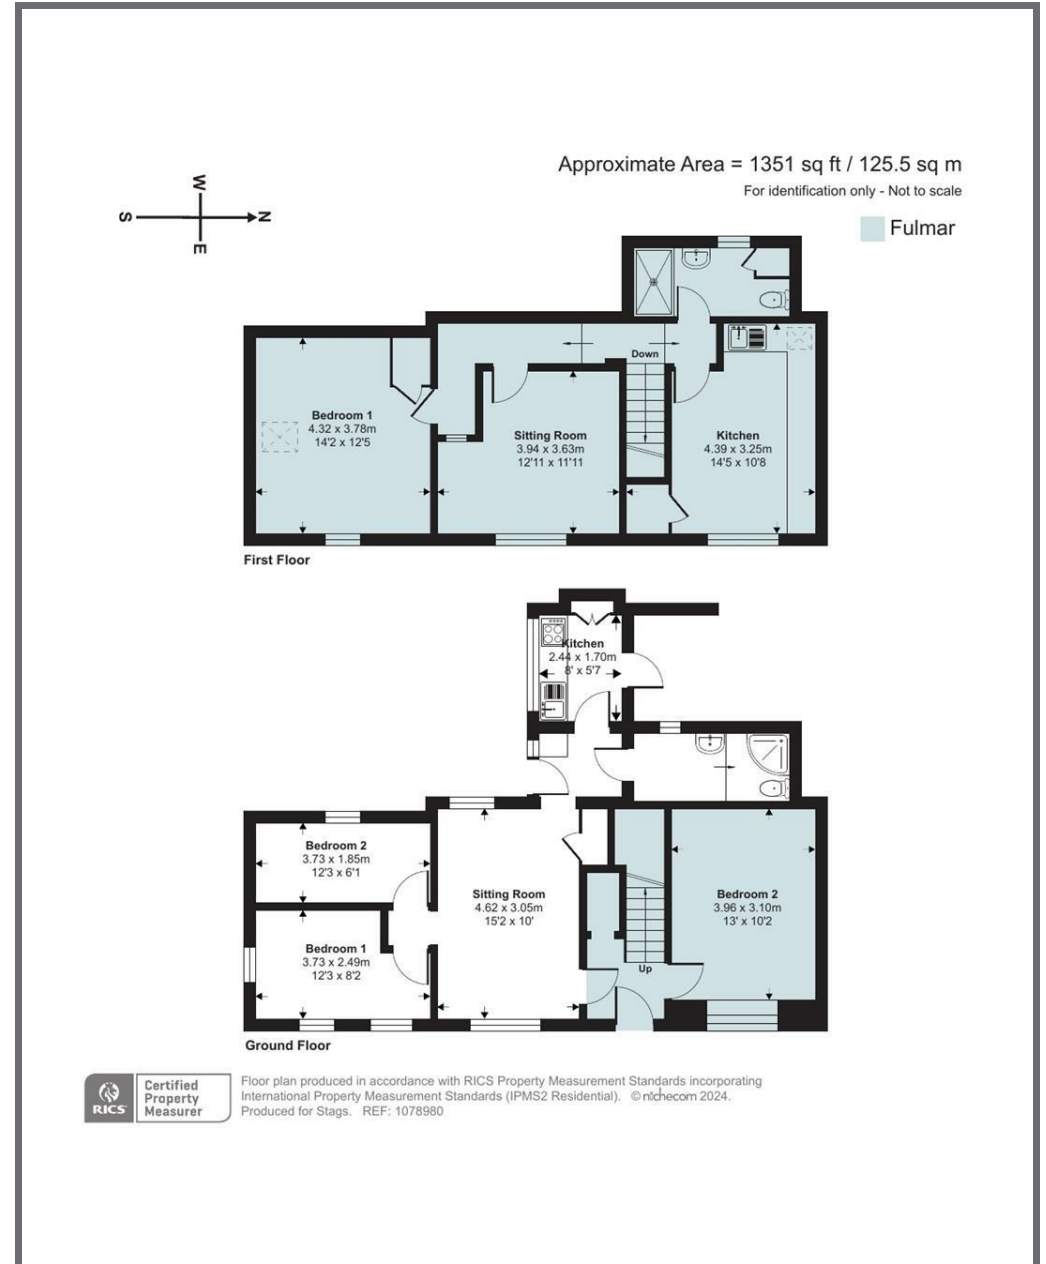 Approximate Area = 1351 sq ft / 125.5 sq m
For identification only - Not to scale
Fulmar
W
S
N
E
Down
Bedroom 1
4.32 x 3.78m
14'2 x 12'5
Sitting Room
3.94 x 3.63m
12'11 x 11'11
Kitchen
4.39 x 3.25m
14'5 x 10'8
First Floor
Kitchen
2.44 x 1.70m
8' x 5'7
Bedroom 2
3.73 x 1.85m
12'3 x 6'1
Sitting Room
4.62 x 3.05m
15'2 x 10'
Bedroom 2
3.96 x 3.10m
13' x 10'2
Bedroom 1
3.73 x 2.49m
12'3 x 8'2
Up
Ground Floor
RICS
Certified
Property
Measurer
Floor plan produced in accordance with RICS Property Measurement Standards incorporating
International Property Measurement Standards (IPMS2 Residential). © nichecom 2024.
Produced for Stags. REF: 1078980